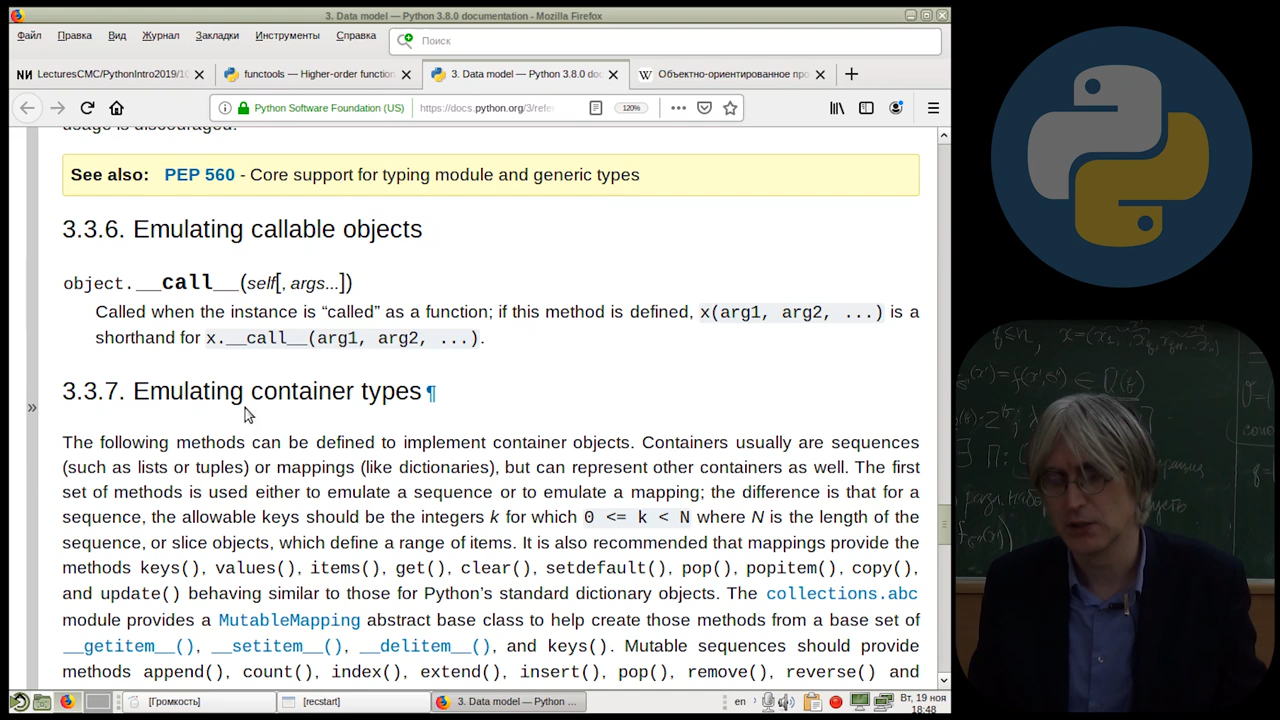 3. Data model — Python 3.8.0 documentation - Mozilla Firefox
Файл Правка Вид Журнал Закладки Инструменты Справка
Поиск
LecturesCMC/PythonIntro2019/1
functools — Higher-order function
3. Data model — Python 3.8.0 doc
W Объектно-ориентированное про
Python Software Foundation (US)
https://docs.python.org/3/refe
120%
usage is discouraged.
See also: PEP 560 - Core support for typing module and generic types
3.3.6. Emulating callable objects
object.__call__(self[, args...])
Called when the instance is “called” as a function; if this method is defined, x(arg1, arg2, ...) is a
shorthand for x.__call__(arg1, arg2, ...).
3.3.7. Emulating container types ¶
»
The following methods can be defined to implement container objects. Containers usually are sequences
(such as lists or tuples) or mappings (like dictionaries), but can represent other containers as well. The first
set of methods is used either to emulate a sequence or to emulate a mapping; the difference is that for a
sequence, the allowable keys should be the integers k for which 0 <= k < N where N is the length of the
sequence, or slice objects, which define a range of items. It is also recommended that mappings provide the
methods keys(), values(), items(), get(), clear(), setdefault(), pop(), popitem(), copy(),
and update() behaving similar to those for Python’s standard dictionary objects. The collections.abc
module provides a MutableMapping abstract base class to help create those methods from a base set of
__getitem__(), __setitem__(), __delitem__(), and keys(). Mutable sequences should provide
methods append(), count(), index(), extend(), insert(), pop(), remove(), reverse() and
[Громкость]
[recstart]
3. Data model — Python ...
en
Вт, 19 ноя
18:48